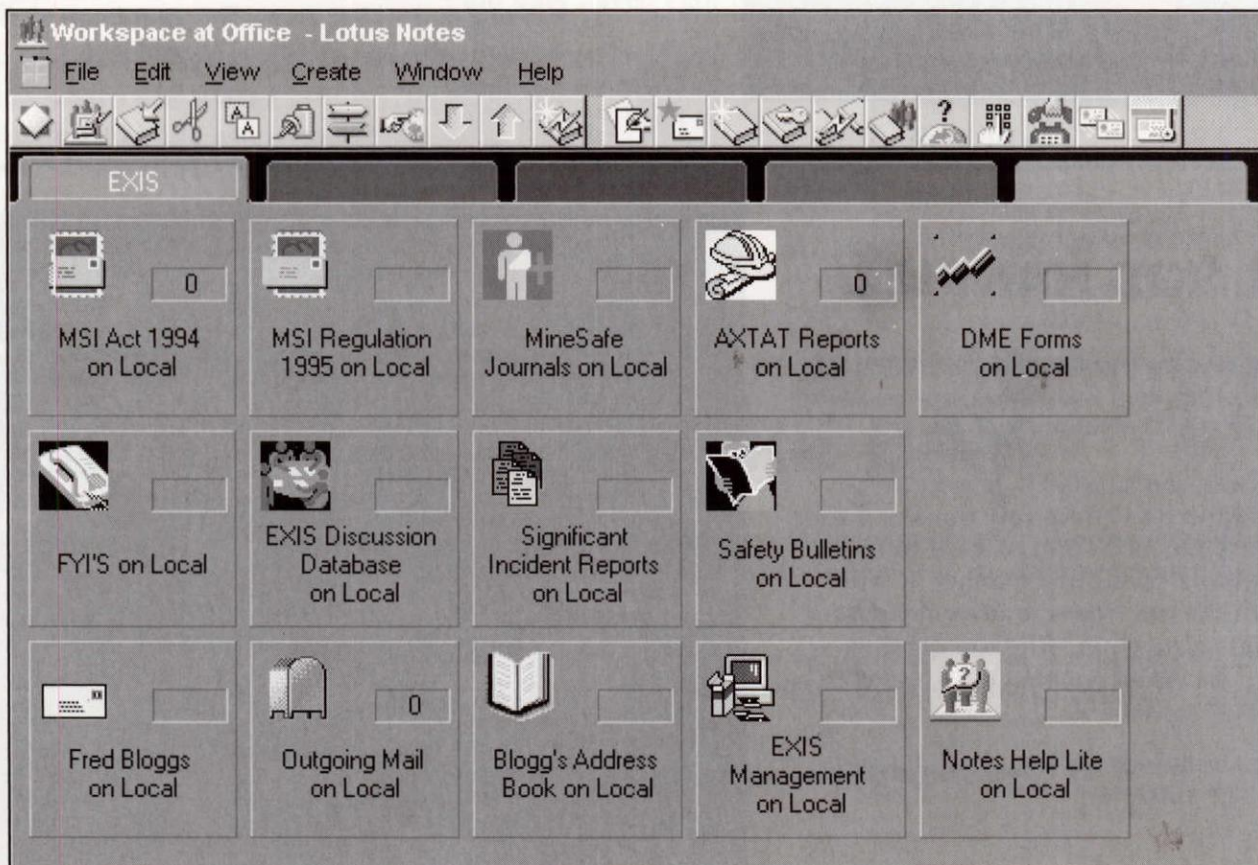 Workspace at Office - Lotus Notes
File Edit View Create Window Help
EXIS
0
MSI Act 1994
on Local
MSI Regulation
1995 on Local
MineSafe
Journals on Local
0
AXTAT Reports
on Local
DME Forms
on Local
FYI'S on Local
EXIS Discussion
Database
on Local
Significant
Incident Reports
on Local
Safety Bulletins
on Local
Fred Bloggs
on Local
0
Outgoing Mail
on Local
Blogg's Address
Book on Local
EXIS
Management
on Local
Notes Help Lite
on Local